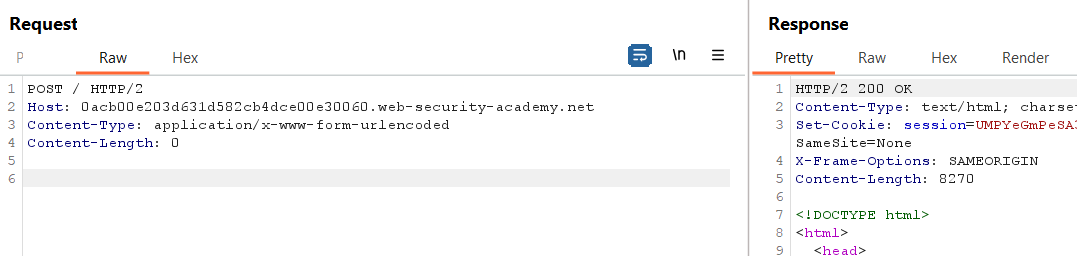 Request
Response
P Raw Hex \n
Pretty Raw Hex Render
1 POST / HTTP/2
2 Host: 0acb00e203d631d582cb4dce00e30060.web-security-academy.net
3 Content-Type: application/x-www-form-urlencoded
4 Content-Length: 0
5
6
1 HTTP/2 200 OK
2 Content-Type: text/html; charset
3 Set-Cookie: session=UMPYeGmPeSA
SameSite=None
4 X-Frame-Options: SAMEORIGIN
5 Content-Length: 8270
6
7 <!DOCTYPE html>
8 <html>
9 <head>